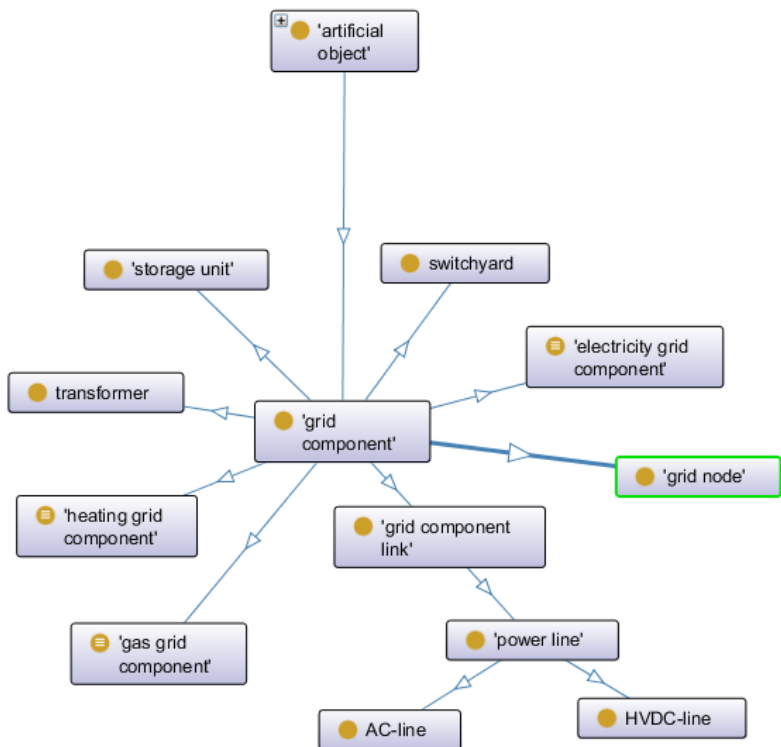 'artificial
object'
'storage unit'
switchyard
'electricity grid
component'
transformer
'grid
component'
'grid node'
'heating grid
component'
'grid component
link'
'gas grid
component'
'power line'
AC-line
HVDC-line